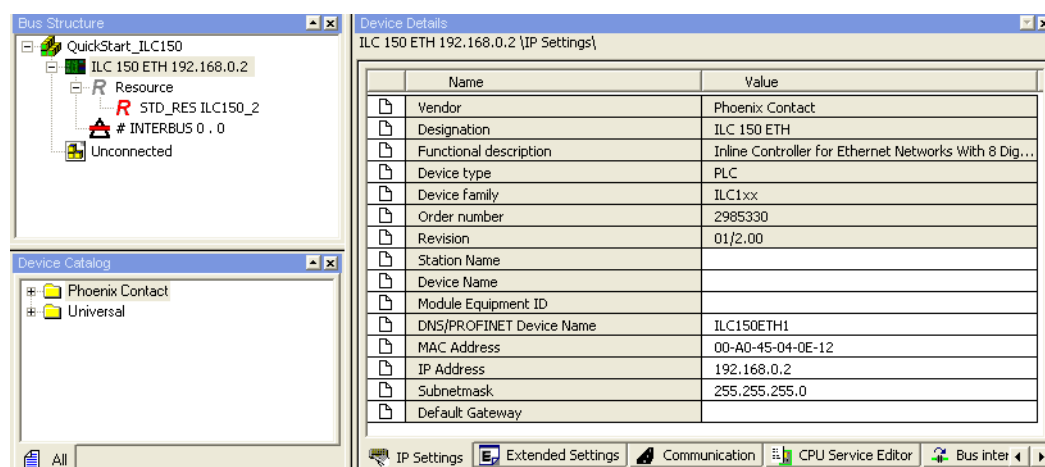 Bus Structure
QuickStart_ILC150
ILC 150 ETH 192.168.0.2
Resource
STD_RES ILC150_2
# INTERBUS 0 . 0
Unconnected
Device Catalog
Phoenix Contact
Universal
All
Device Details
ILC 150 ETH 192.168.0.2 \IP Settings\
Name Value
Vendor Phoenix Contact
Designation ILC 150 ETH
Functional description Inline Controller for Ethernet Networks With 8 Dig...
Device type PLC
Device family ILC1xx
Order number 2985330
Revision 01/2.00
Station Name
Device Name
Module Equipment ID
DNS/PROFINET Device Name ILC150ETH1
MAC Address 00-A0-45-04-0E-12
IP Address 192.168.0.2
Subnetmask 255.255.255.0
Default Gateway
IP Settings Extended Settings Communication CPU Service Editor Bus inter